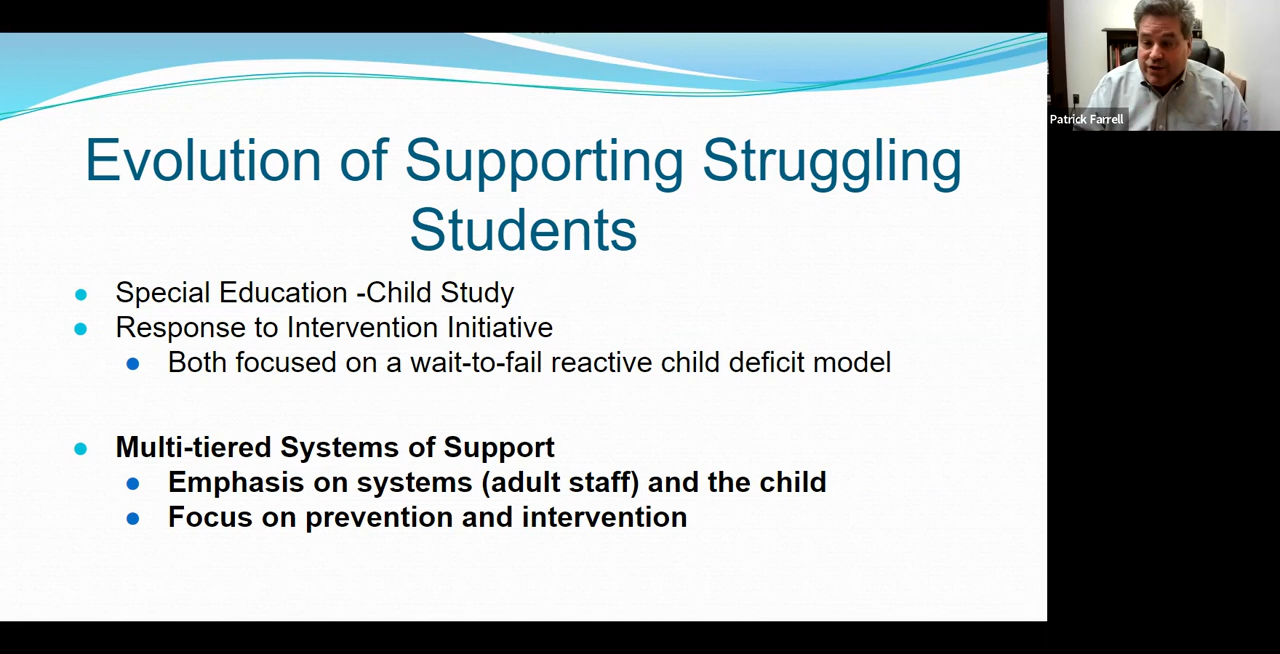 Evolution of Supporting Struggling
Students
Special Education -Child Study
Response to Intervention Initiative
Both focused on a wait-to-fail reactive child deficit model
Multi-tiered Systems of Support
Emphasis on systems (adult staff) and the child
Focus on prevention and intervention
Patrick Farrell